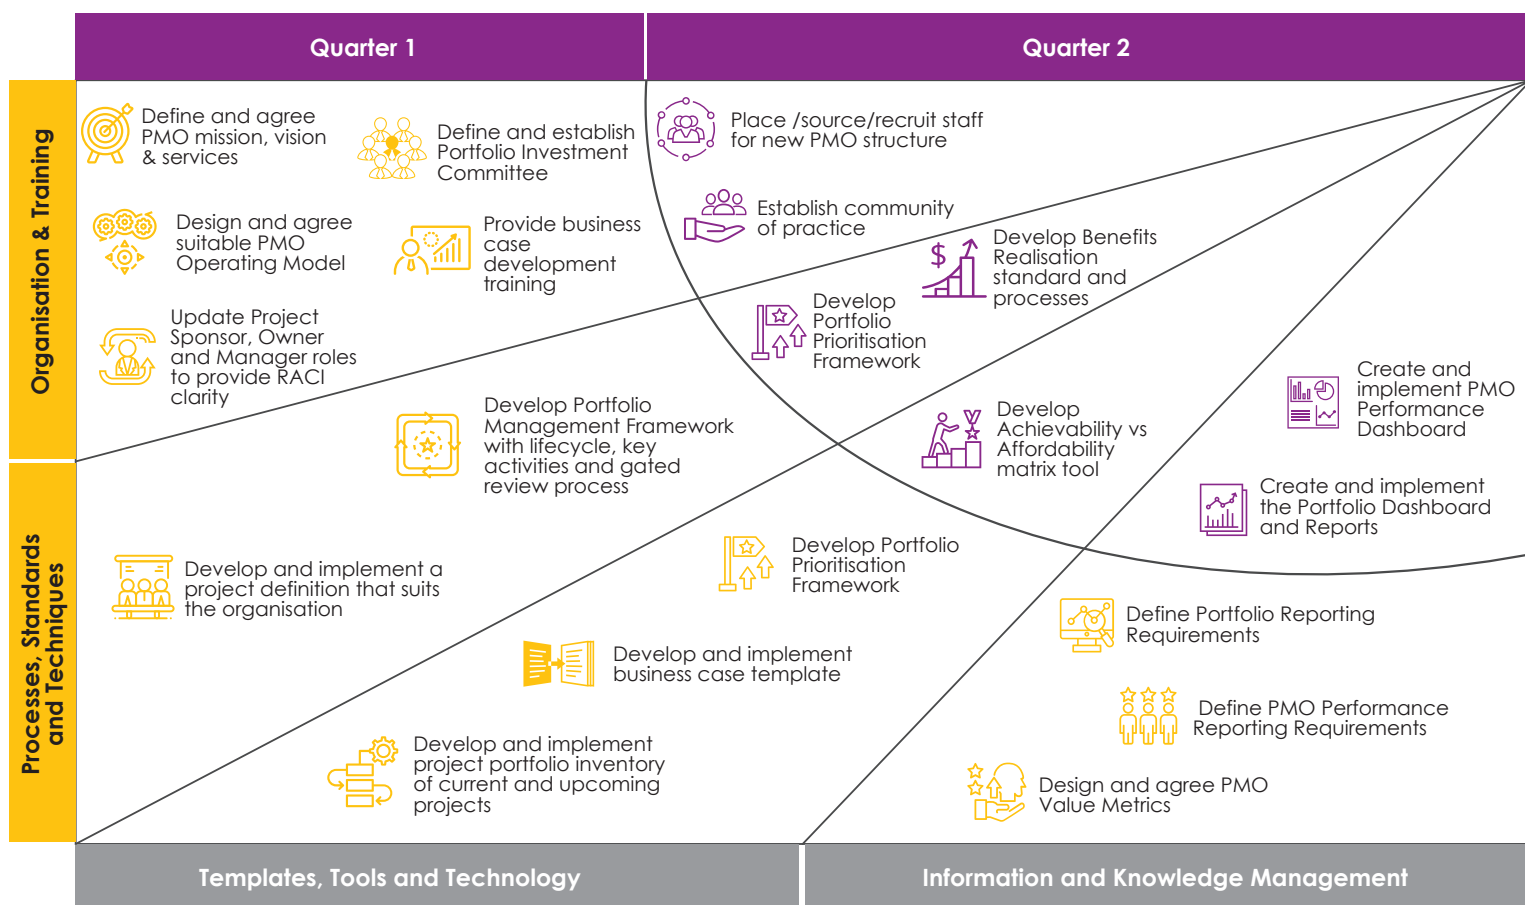 Quarter 1
Quarter 2
Organisation & Training
Processes, Standards
and Techniques
Define and agree
PMO mission, vision
& services
Define and establish
Portfolio Investment
Committee
Design and agree
suitable PMO
Operating Model
Provide business
case
development
training
Update Project
Sponsor, Owner
and Manager roles
to provide RACI
clarity
Place /source/recruit staff
for new PMO structure
Establish community
of practice
Develop Benefits
Realisation
standard and
processes
Develop
Portfolio
Prioritisation
Framework
Develop Portfolio
Management Framework
with lifecycle, key
activities and gated
review process
Develop and implement a
project definition that suits
the organisation
Develop
Achievability vs
Affordability
matrix tool
Create and
implement PMO
Performance
Dashboard
Create and implement
the Portfolio Dashboard
and Reports
Develop Portfolio
Prioritisation
Framework
Develop and implement
business case template
Develop and implement
project portfolio inventory
of current and upcoming
projects
Define Portfolio Reporting
Requirements
Define PMO Performance
Reporting Requirements
Design and agree PMO
Value Metrics
Templates, Tools and Technology
Information and Knowledge Management